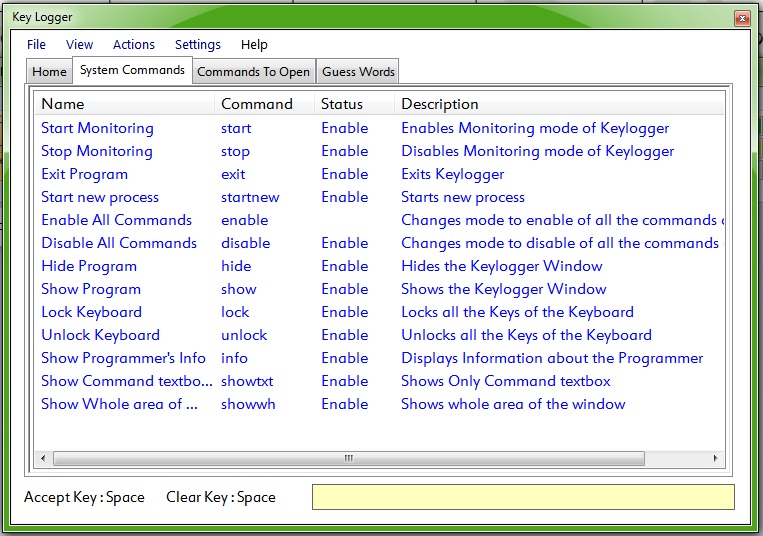 Key Logger
File View Actions Settings Help
Home System Commands Commands To Open Guess Words
Name Command Status Description
Start Monitoring start Enable Enables Monitoring mode of Keylogger
Stop Monitoring stop Enable Disables Monitoring mode of Keylogger
Exit Program exit Enable Exits Keylogger
Start new process startnew Enable Starts new process
Enable All Commands enable Changes mode to enable of all the commands
Disable All Commands disable Enable Changes mode to disable of all the commands
Hide Program hide Enable Hides the Keylogger Window
Show Program show Enable Shows the Keylogger Window
Lock Keyboard lock Enable Locks all the Keys of the Keyboard
Unlock Keyboard unlock Enable Unlocks all the Keys of the Keyboard
Show Programmer's Info info Enable Displays Information about the Programmer
Show Command textbo... showtxt Enable Shows Only Command textbox
Show Whole area of ... showwh Enable Shows whole area of the window
Accept Key : Space Clear Key : Space